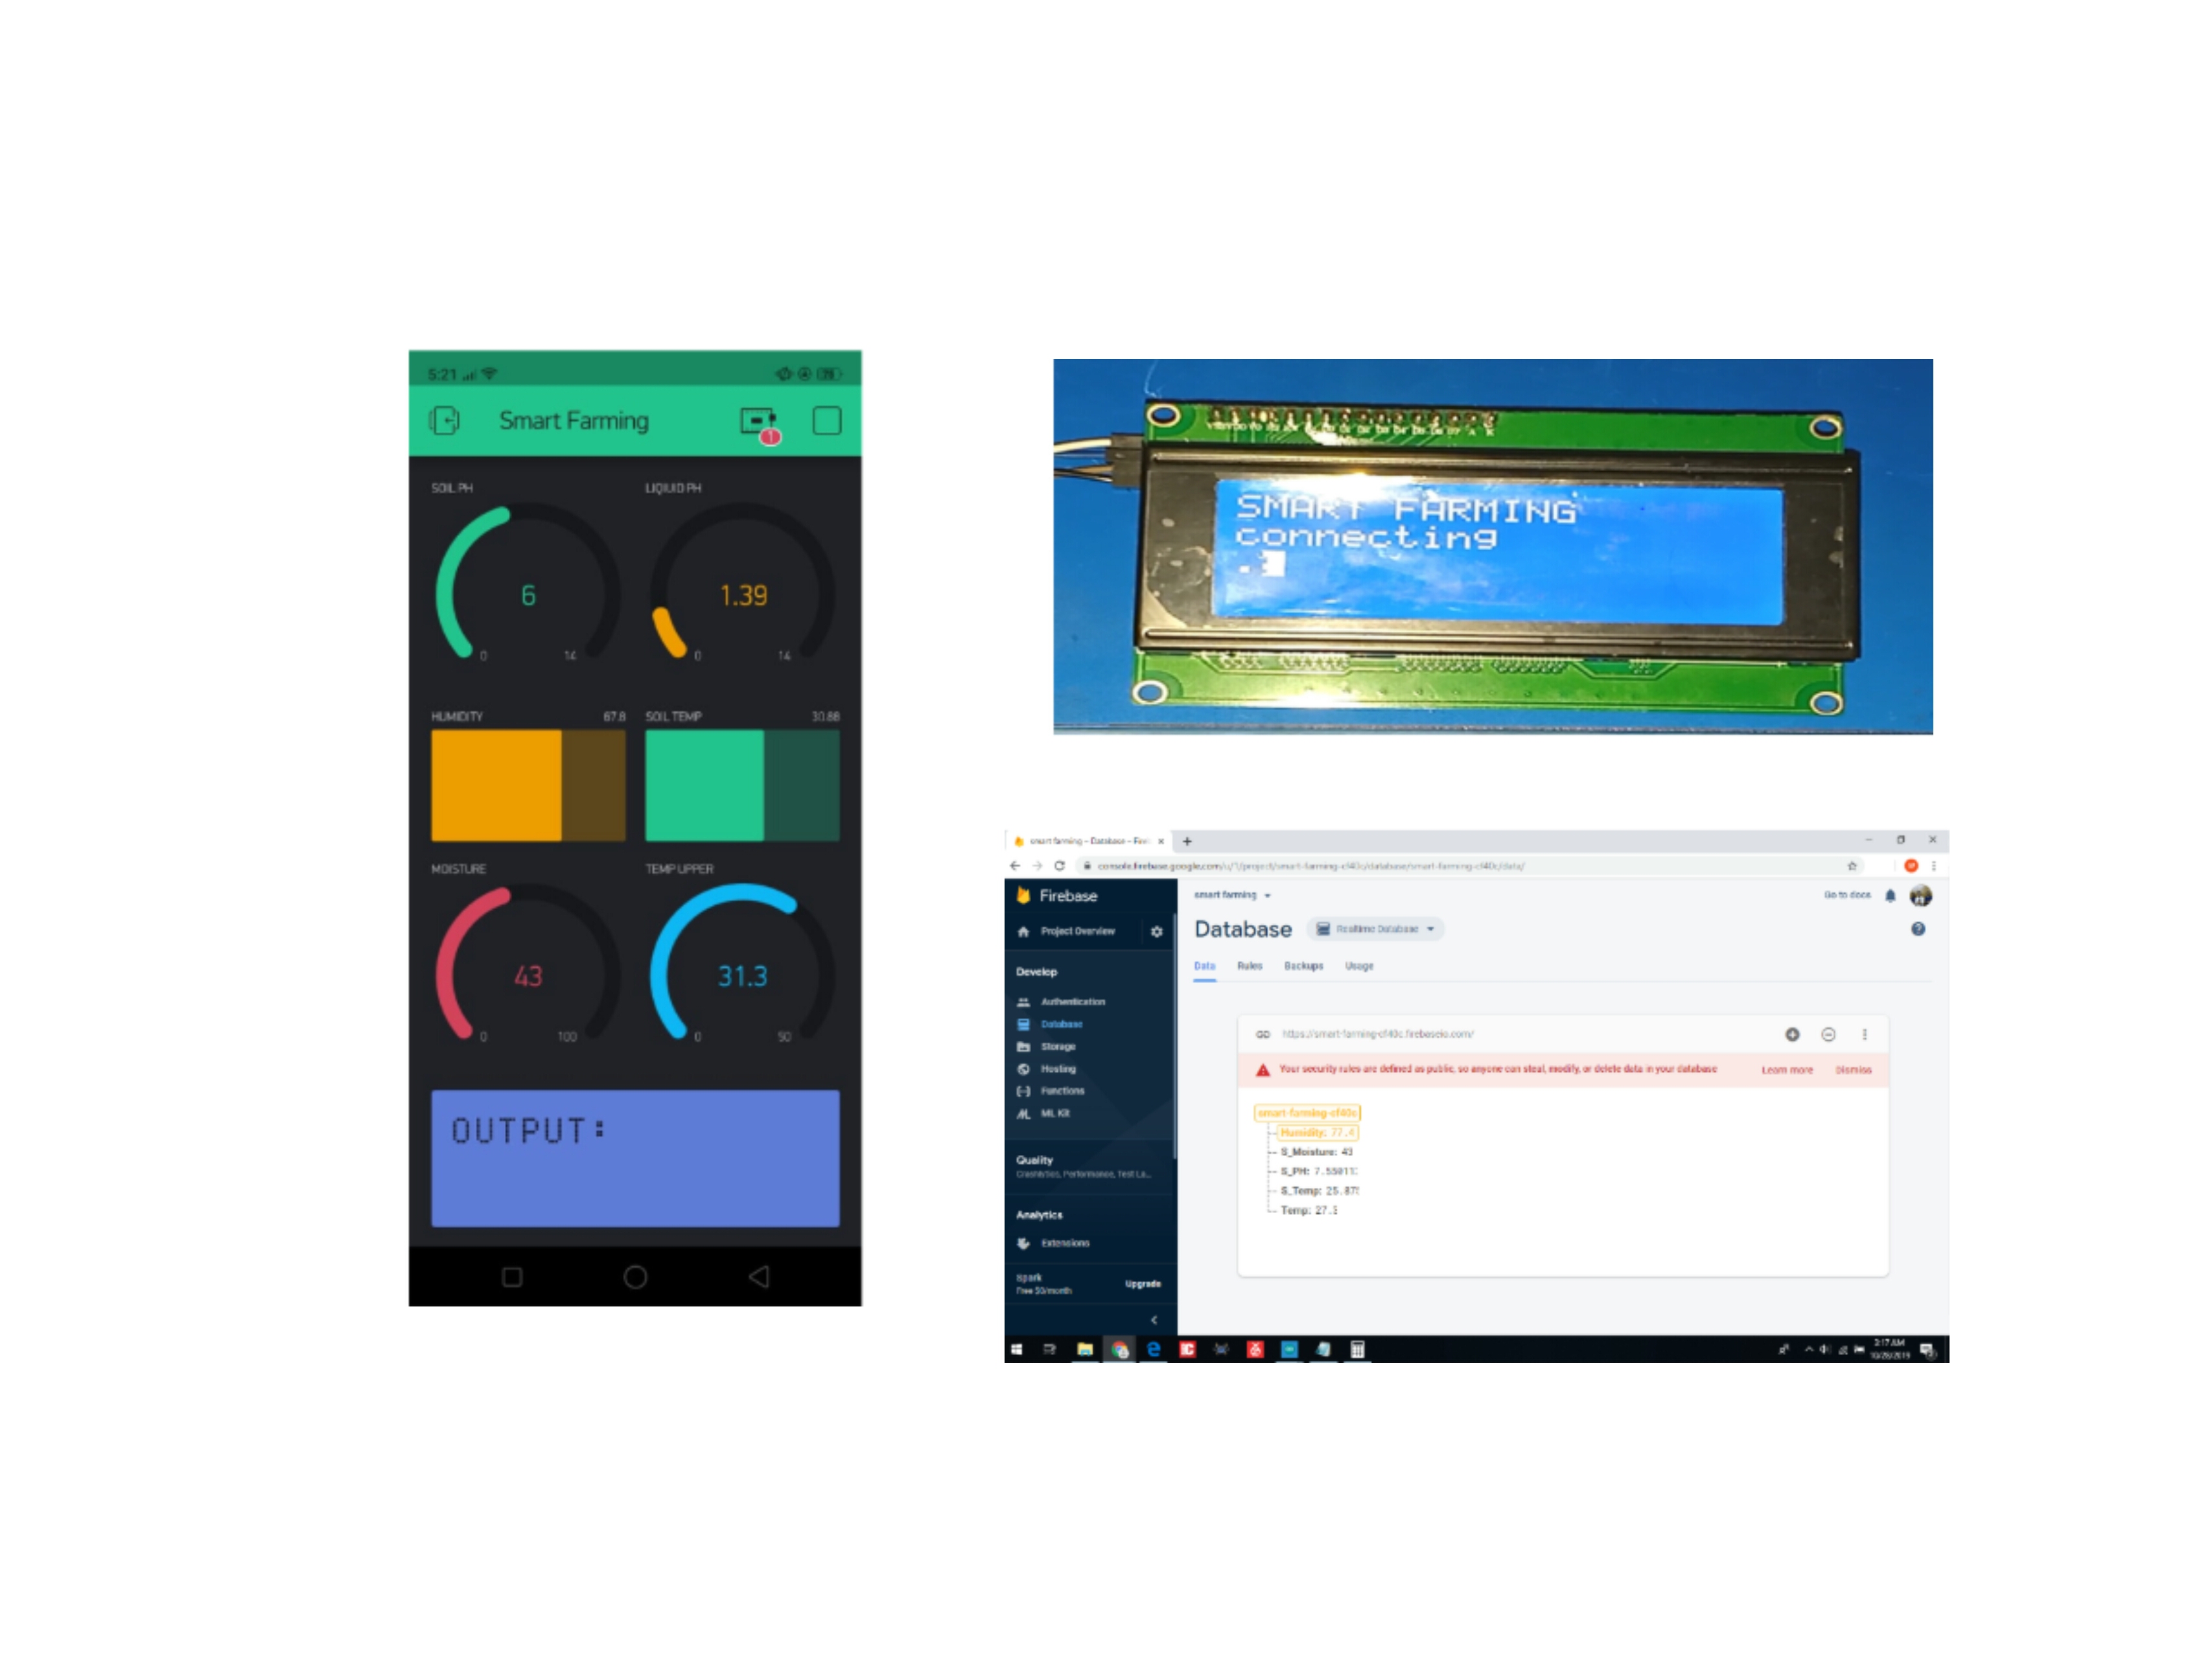 5:21
Smart Farming
1
SOIL PH
LIQIUID PH
6
1.39
0
14
0
14
HUMIDITY
67.8
SOIL TEMP
30.88
MOISTURE
TEMP UPPER
43
31.3
0
100
0
50
OUTPUT:
SMART FARMING
connecting
.
smart farming – Database – Fire
console.firebase.google.com/u/1/project/smart-farming-cf40c/database/smart-farming-cf40c/data/
Firebase
smart farming
Go to docs
Project Overview
Database
Realtime Database
Develop
Data
Rules
Backups
Usage
Authentication
Database
Storage
Hosting
Functions
ML Kit
https://smart-farming-cf40c.firebaseio.com/
Your security rules are defined as public, so anyone can steal, modify, or delete data in your database
Learn more
Dismiss
smart-farming-cf40c
Humidity: 77.4
S_Moisture: 43
S_PH: 7.55011
S_Temp: 25.87
Temp: 27.
Quality
Crashlytics, Performance, Test La...
Analytics
Extensions
Spark
Free $0/month
Upgrade
3:17 AM
10/28/2019